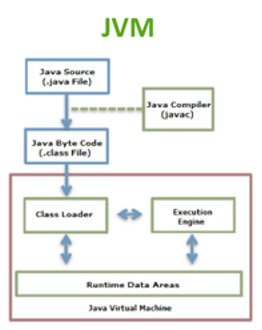 JVM
Java Source
(.java File)
Java Compiler
(javac)
Java Byte Code
(.class File)
Class Loader
Execution
Engine
Runtime Data Areas
Java Virtual Machine